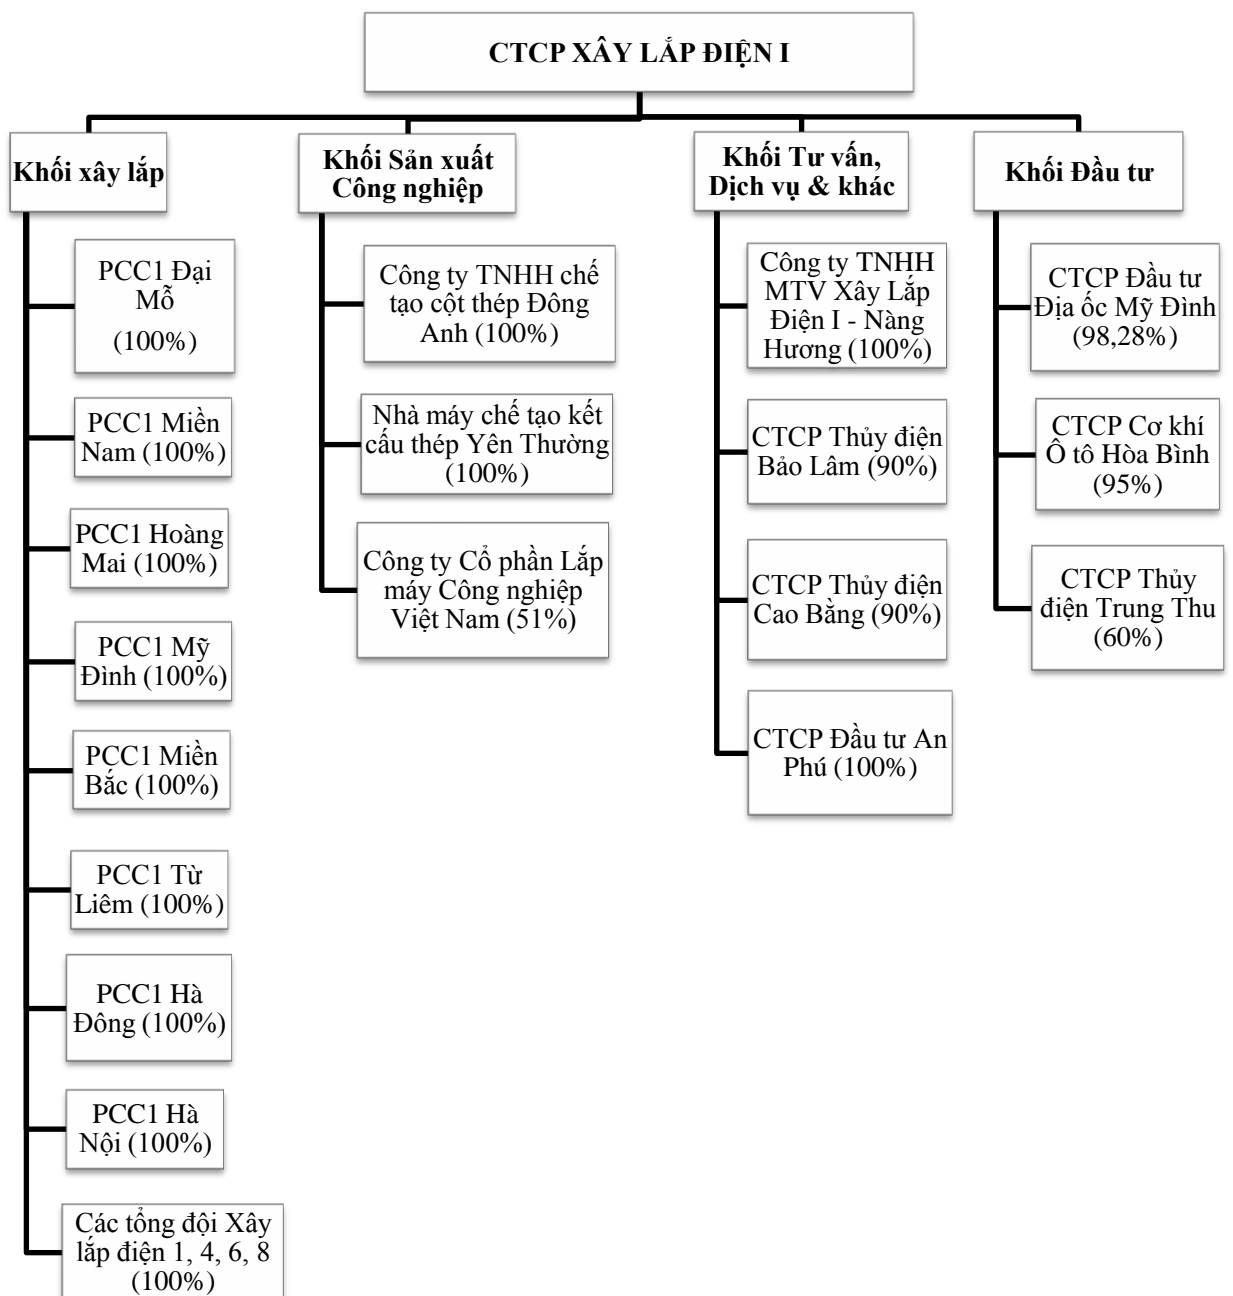 CTCP XÂY LẮP ĐIỆN I
Khối xây lắp
PCC1 Đại
Mỗ
(100%)
PCC1 Miền
Nam (100%)
PCC1 Hoàng
Mai (100%)
PCC1 Mỹ
Đình (100%)
PCC1 Miền
Bắc (100%)
PCC1 Từ
Liêm (100%)
PCC1 Hà
Đông (100%)
PCC1 Hà
Nội (100%)
Các tổng đội Xây
lắp điện 1, 4, 6, 8
(100%)
Khối Sản xuất
Công nghiệp
Công ty TNHH chế
tạo cột thép Đông
Anh (100%)
Nhà máy chế tạo kết
cấu thép Yên Thường
(100%)
Công ty Cổ phần Lắp
máy Công nghiệp
Việt Nam (51%)
Khối Tư vấn,
Dịch vụ & khác
Công ty TNHH
MTV Xây Lắp
Điện I - Nàng
Hương (100%)
CTCP Thủy điện
Bảo Lâm (90%)
CTCP Thủy điện
Cao Bằng (90%)
CTCP Đầu tư An
Phú (100%)
Khối Đầu tư
CTCP Đầu tư
Địa ốc Mỹ Đình
(98,28%)
CTCP Cơ khí
Ô tô Hòa Bình
(95%)
CTCP Thủy
điện Trung Thu
(60%)